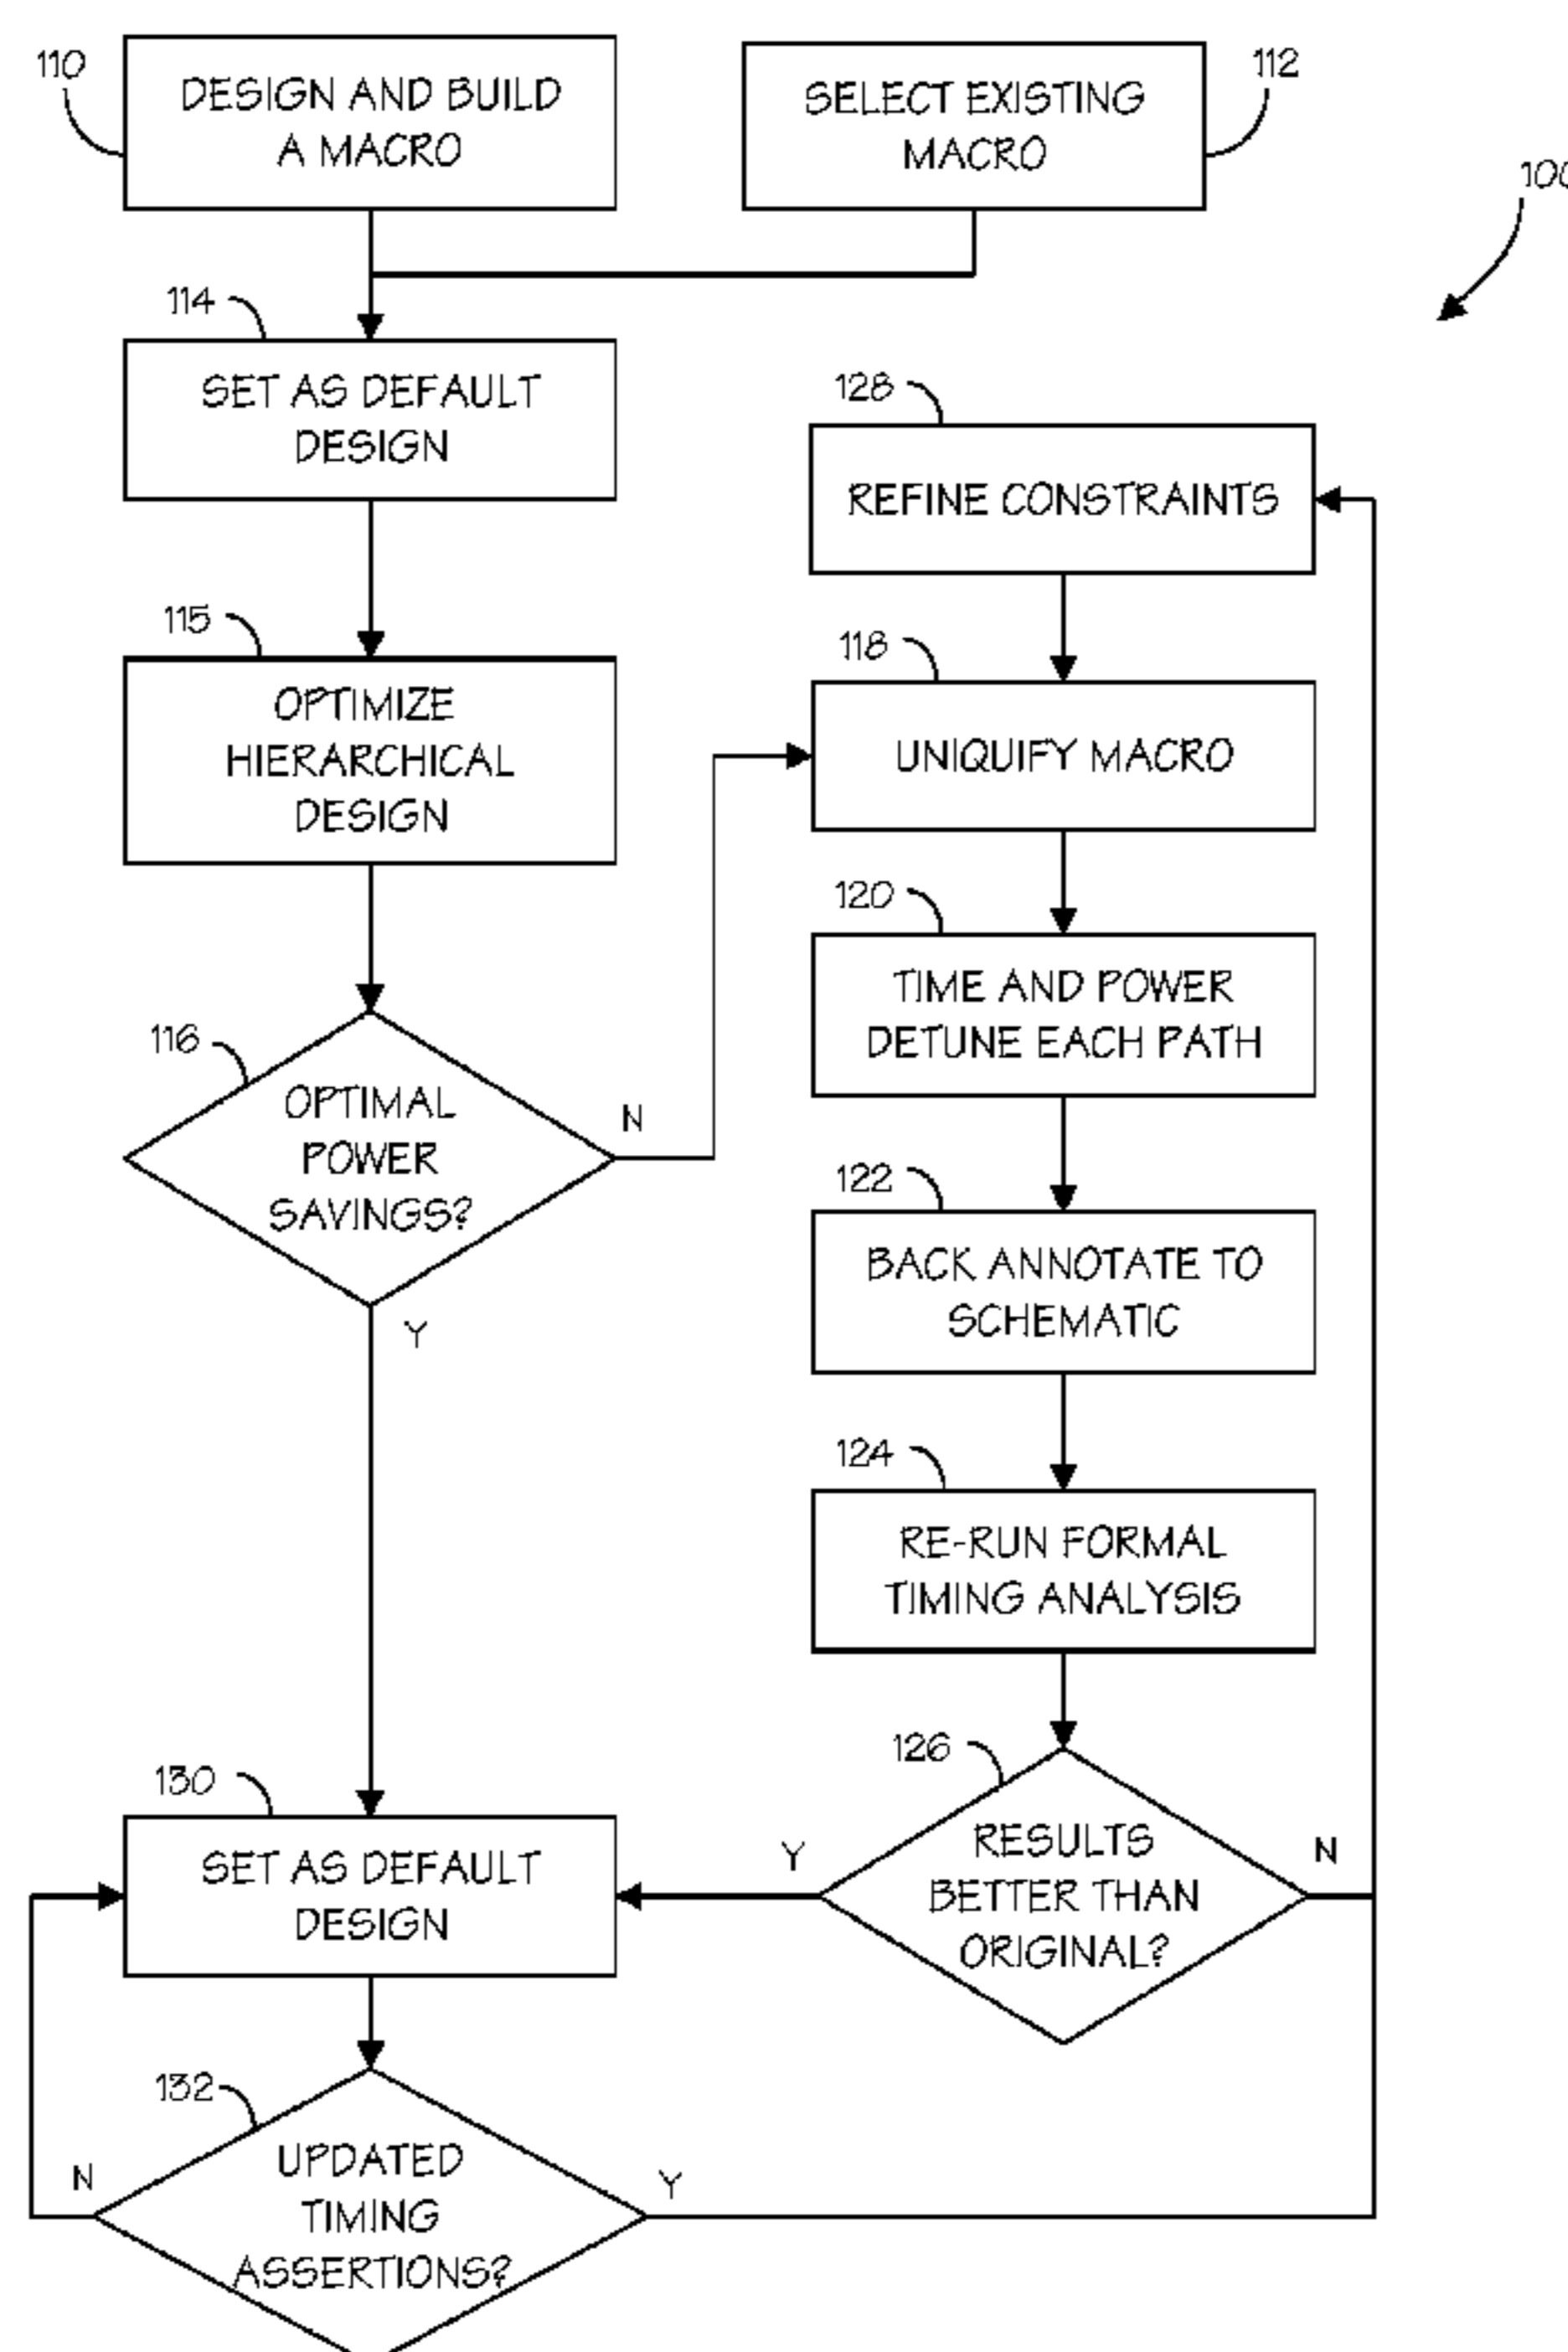 110
DESIGN AND BUILD
A MACRO
SELECT EXISTING
MACRO
112
100
114
SET AS DEFAULT
DESIGN
128
REFINE CONSTRAINTS
115
OPTIMIZE
HIERARCHICAL
DESIGN
118
UNIQUIFY MACRO
120
TIME AND POWER
DETUNE EACH PATH
116
OPTIMAL
POWER
SAVINGS?
N
Y
122
BACK ANNOTATE TO
SCHEMATIC
124
RE-RUN FORMAL
TIMING ANALYSIS
126
RESULTS
BETTER THAN
ORIGINAL?
Y
N
130
SET AS DEFAULT
DESIGN
132
UPDATED
TIMING
ASSERTIONS?
N
Y